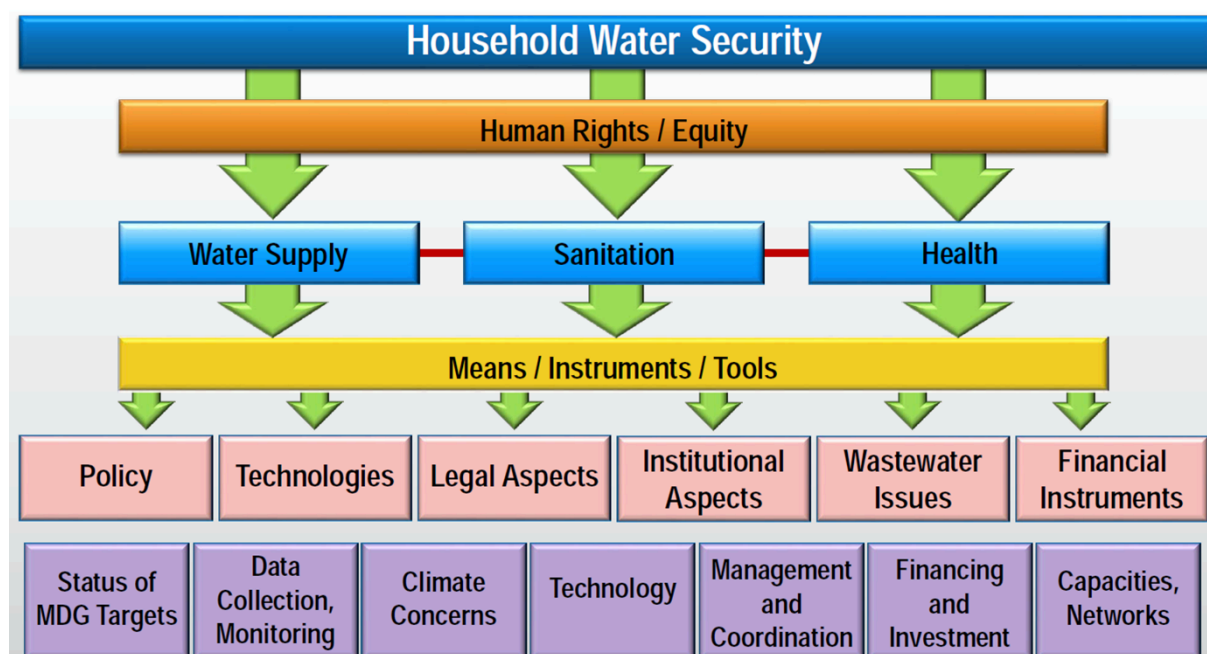 Household Water Security
Human Rights / Equity
Water Supply
Sanitation
Health
Means / Instruments / Tools
Policy
Technologies
Legal Aspects
Institutional
Aspects
Wastewater
Issues
Financial
Instruments
Status of
MDG Targets
Data
Collection,
Monitoring
Climate
Concerns
Technology
Management
and
Coordination
Financing
and
Investment
Capacities,
Networks